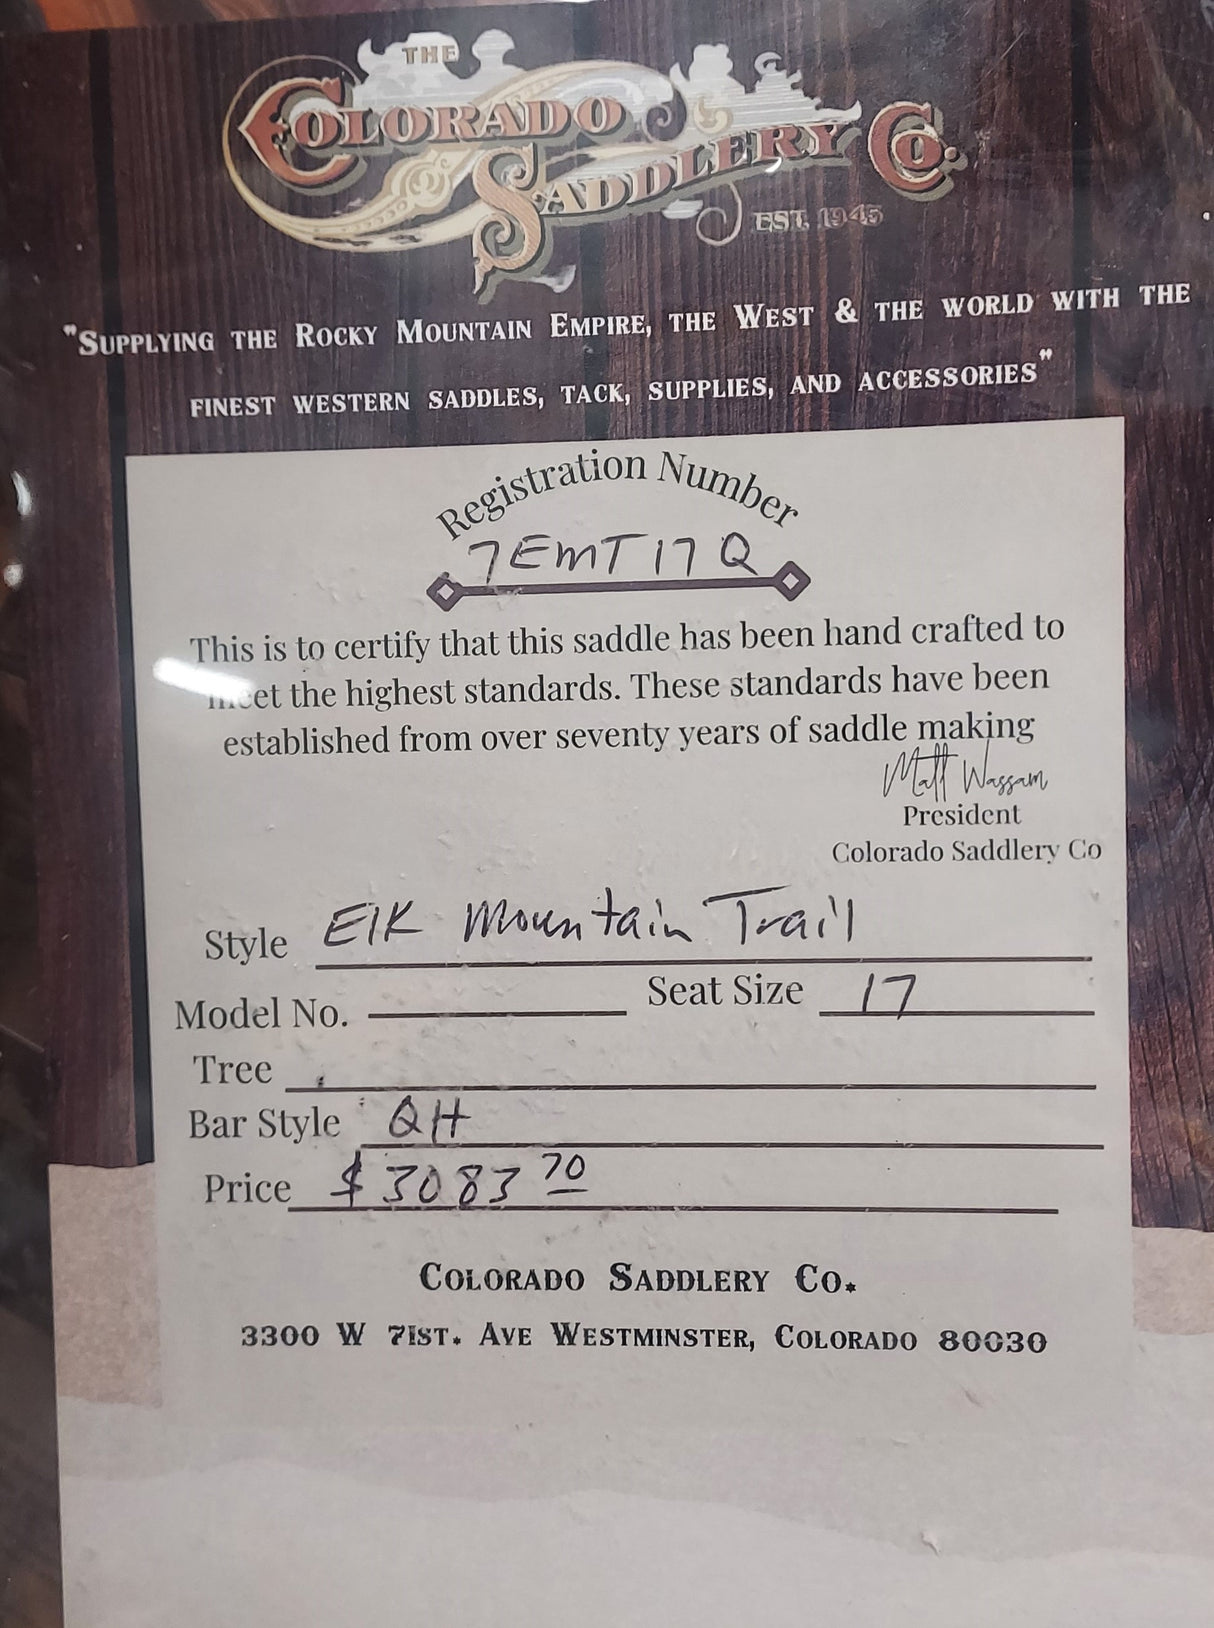 THE
COLORADO
SADDLERY CO.
EST. 1945
"SUPPLYING THE ROCKY MOUNTAIN EMPIRE, THE WEST & THE WORLD WITH THE
FINEST WESTERN SADDLES, TACK, SUPPLIES, AND ACCESSORIES"
Registration Number
7EMT17Q
This is to certify that this saddle has been hand crafted to
meet the highest standards. These standards have been
established from over seventy years of saddle making
Matt Wassam
President
Colorado Saddlery Co
Style Elk Mountain Trail
Model No. Seat Size 17
Tree
Bar Style QH
Price $3083 70
COLORADO SADDLERY CO.
3300 W 71ST. AVE WESTMINSTER, COLORADO 80030